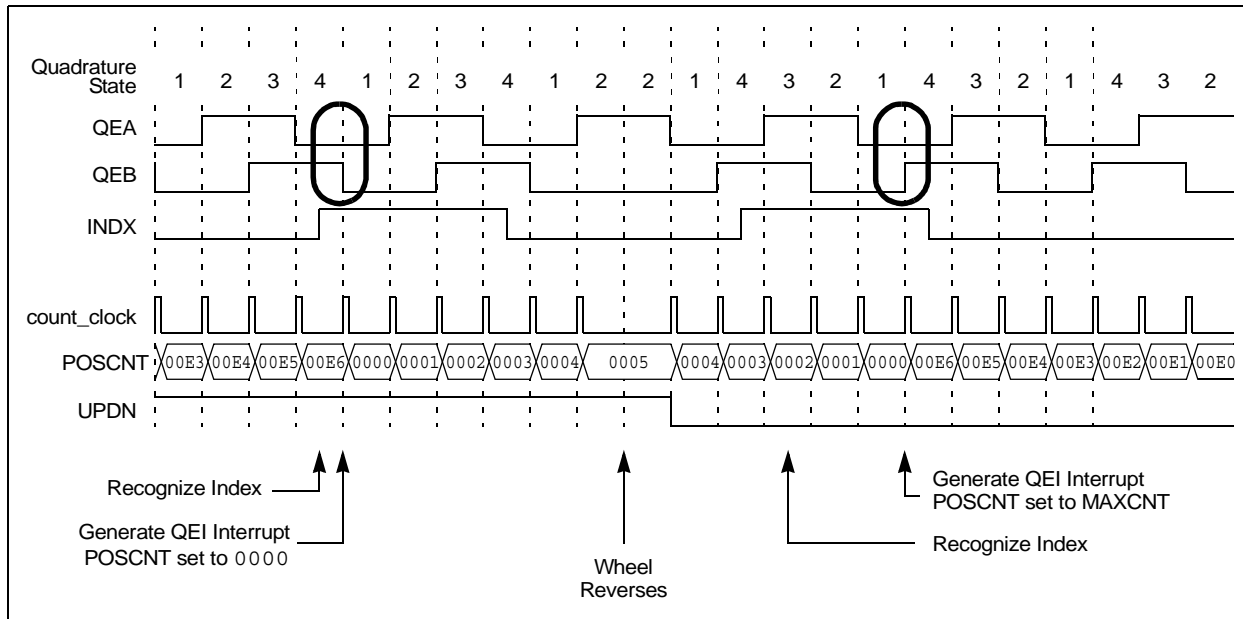 Quadrature
State
1 2 3 4 1 2 3 4 1 2 2 1 4 3 2 1 4 3 2 1 4 3 2
QEA
QEB
INDX
count_clock
POSCNT 00E3 00E4 00E5 00E6 0000 0001 0002 0003 0004 0005 0004 0003 0002 0001 0000 00E6 00E5 00E4 00E3 00E2 00E1 00E0
UPDN
Recognize Index
Generate QEI Interrupt
POSCNT set to 0000
Wheel
Reverses
Generate QEI Interrupt
POSCNT set to MAXCNT
Recognize Index